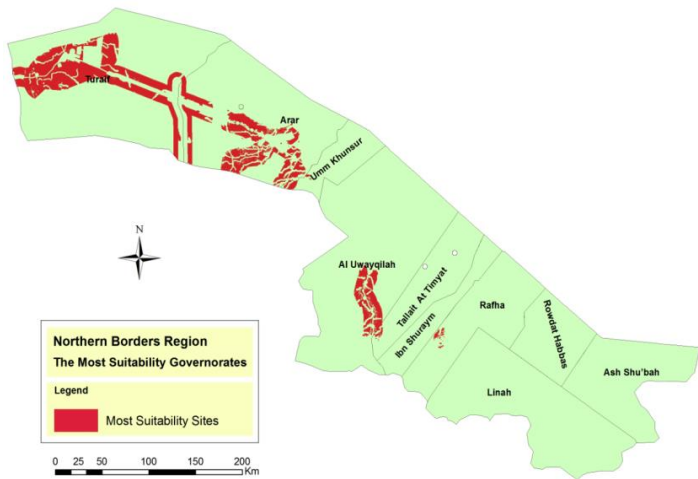 Turaif
Arar
Umm Khunsur
N
Al Uwayqilah
Tallait At Timyat
Ibn Shuraym
Rafha
Rowdat Habbas
Ash Shu'bah
Linah
Northern Borders Region
The Most Suitability Governorates
Legend
Most Suitability Sites
0 25 50 100 150 200
Km